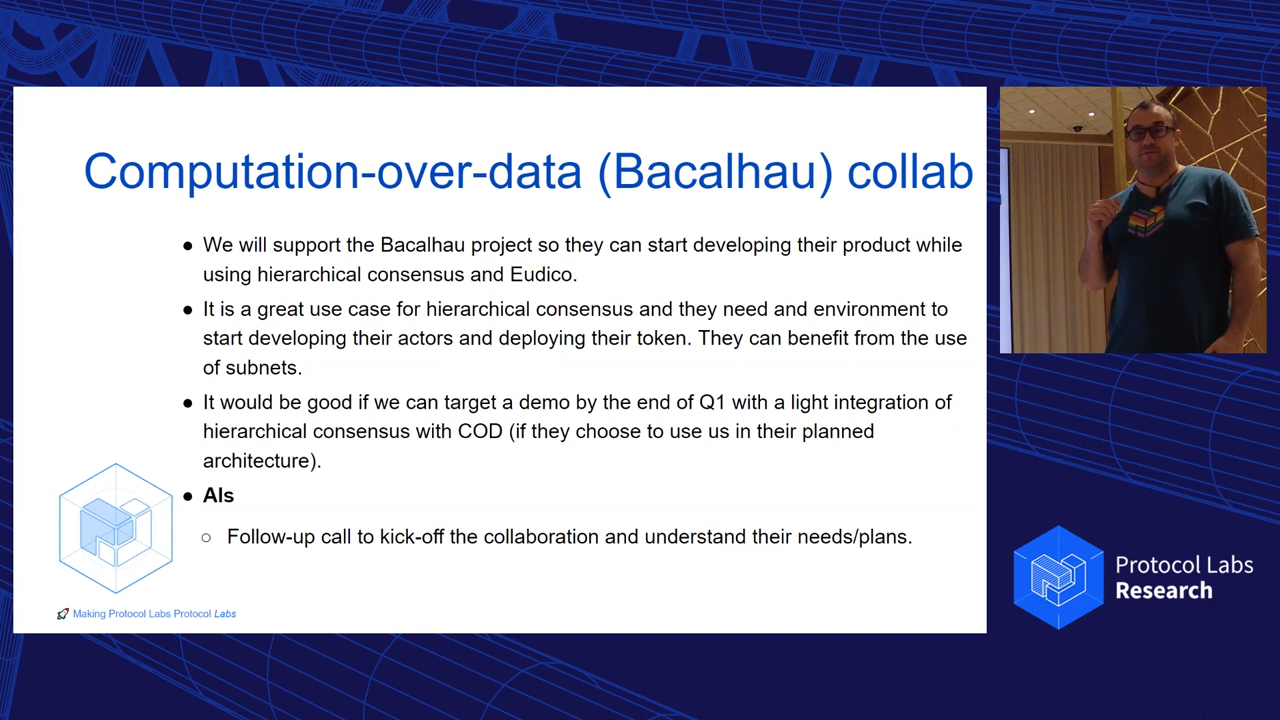 Computation-over-data (Bacalhau) collab
● We will support the Bacalhau project so they can start developing their product while
using hierarchical consensus and Eudico.
● It is a great use case for hierarchical consensus and they need and environment to
start developing their actors and deploying their token. They can benefit from the use
of subnets.
● It would be good if we can target a demo by the end of Q1 with a light integration of
hierarchical consensus with COD (if they choose to use us in their planned
architecture).
● AIs
○ Follow-up call to kick-off the collaboration and understand their needs/plans.
🚀 Making Protocol Labs Protocol Labs
Protocol Labs
Research